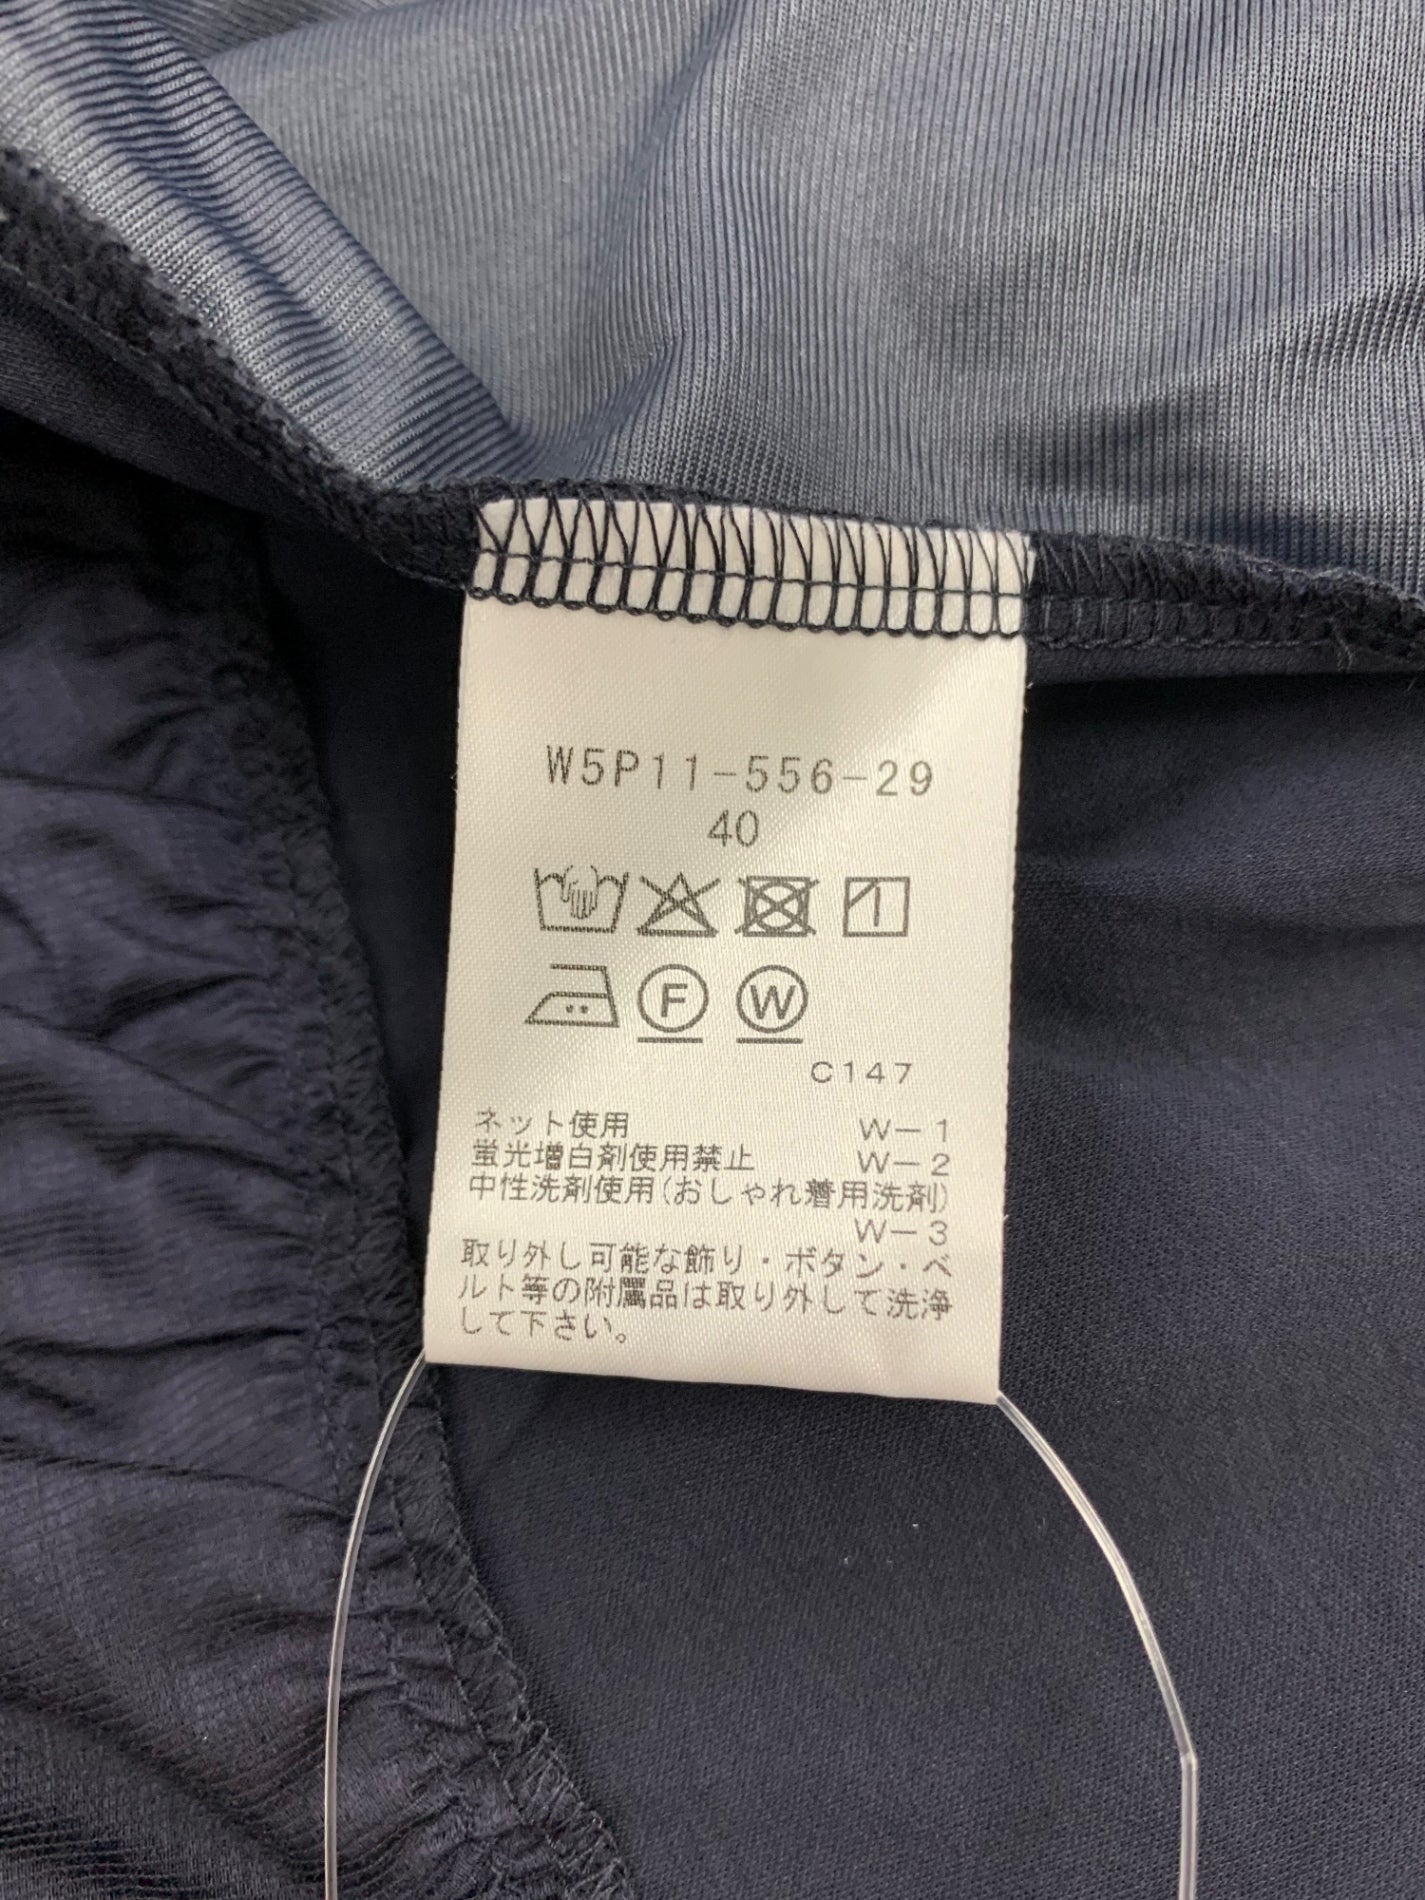 W5P11-556-29
40
F W
C147
ネット使用 W-1
蛍光増白剤使用禁止 W-2
中性洗剤使用(おしゃれ着用洗剤)
W-3
取り外し可能な飾り・ボタン・ベ
ルト等の附属品は取り外して洗浄
して下さい。